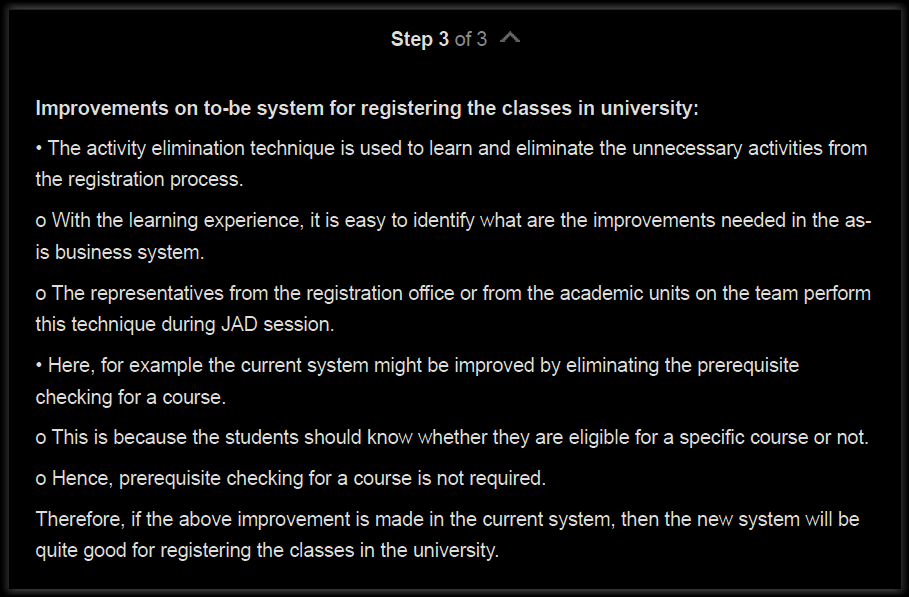 Step 3 of 3
Improvements on to-be system for registering the classes in university:
• The activity elimination technique is used to learn and eliminate the unnecessary activities from
the registration process.
o With the learning experience, it is easy to identify what are the improvements needed in the as-
is business system.
o The representatives from the registration office or from the academic units on the team perform
this technique during JAD session.
• Here, for example the current system might be improved by eliminating the prerequisite
checking for a course.
o This is because the students should know whether they are eligible for a specific course or not.
o Hence, prerequisite checking for a course is not required.
Therefore, if the above improvement is made in the current system, then the new system will be
quite good for registering the classes in the university.